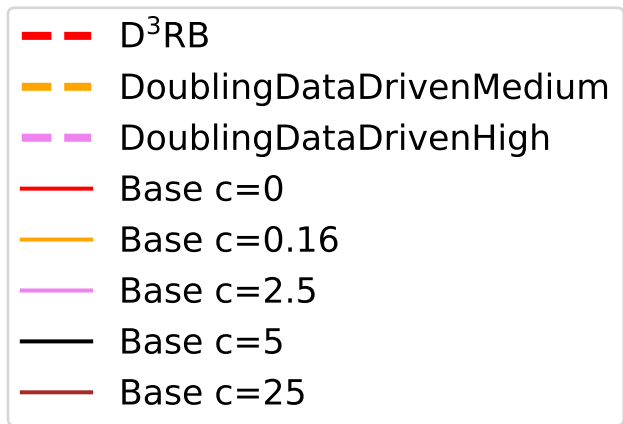 D³RB
DoublingDataDrivenMedium
DoublingDataDrivenHigh
Base c=0
Base c=0.16
Base c=2.5
Base c=5
Base c=25